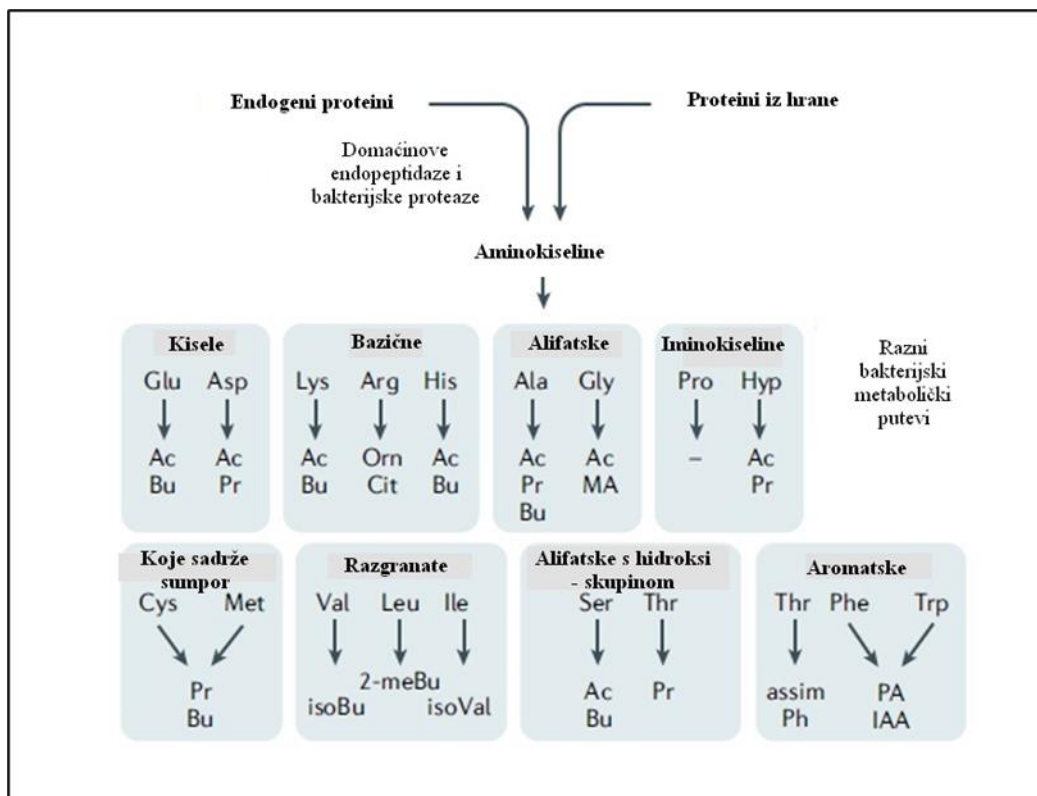 Endogeni proteini
Proteini iz hrane
Domaćinove
endopeptidaze i
bakterijske proteaze
Aminokiseline
Kisele
Glu Asp
Ac Ac
Bu Pr
Bazične
Lys Arg His
Ac Orn Ac
Bu Cit Bu
Alifatske
Ala Gly
Ac Ac
Pr MA
Bu
Iminokiseline
Pro Hyp
– Ac
Pr
Razni
bakterijski
metabolički
putevi
Koje sadrže
sumpor
Cys Met
Pr
Bu
Razgranate
Val Leu Ile
2-meBu
isoBu isoVal
Alifatske s hidroksi
- skupinom
Ser Thr
Ac Pr
Bu
Aromatske
Thr Phe Trp
assim PA
Ph IAA